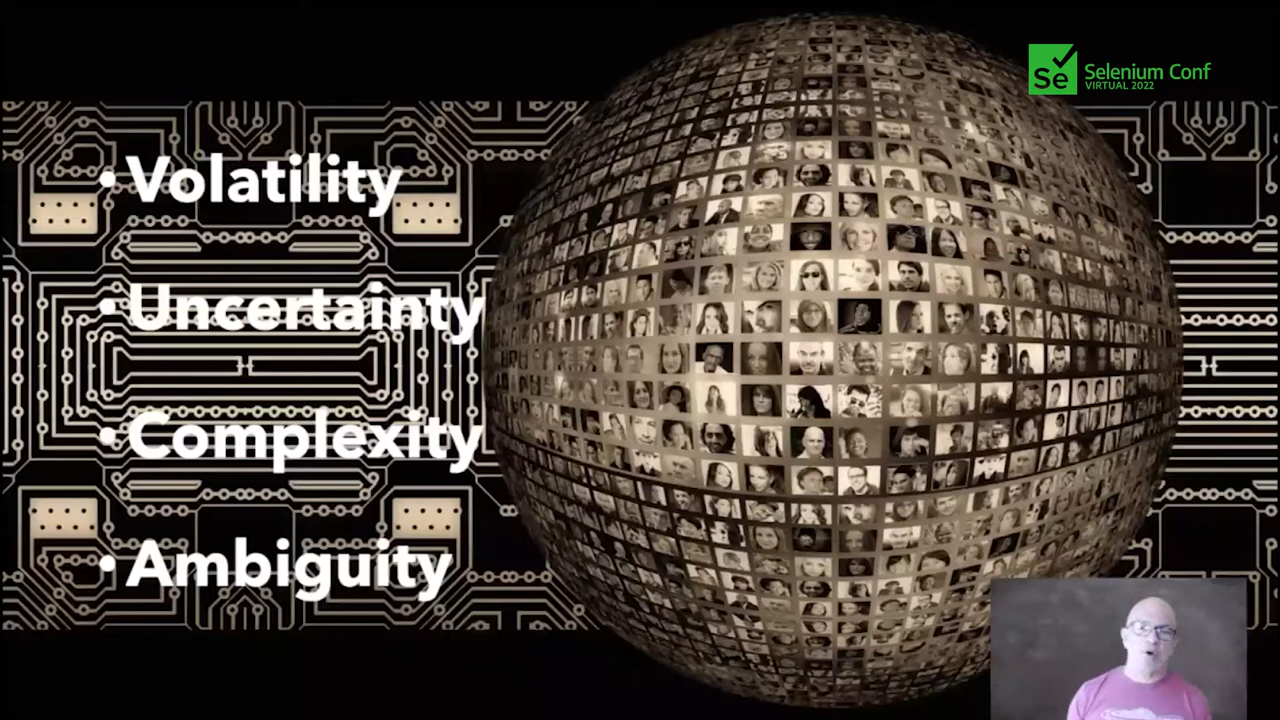 Se
Selenium Conf
VIRTUAL 2022
• Volatility
• Uncertainty
• Complexity
• Ambiguity